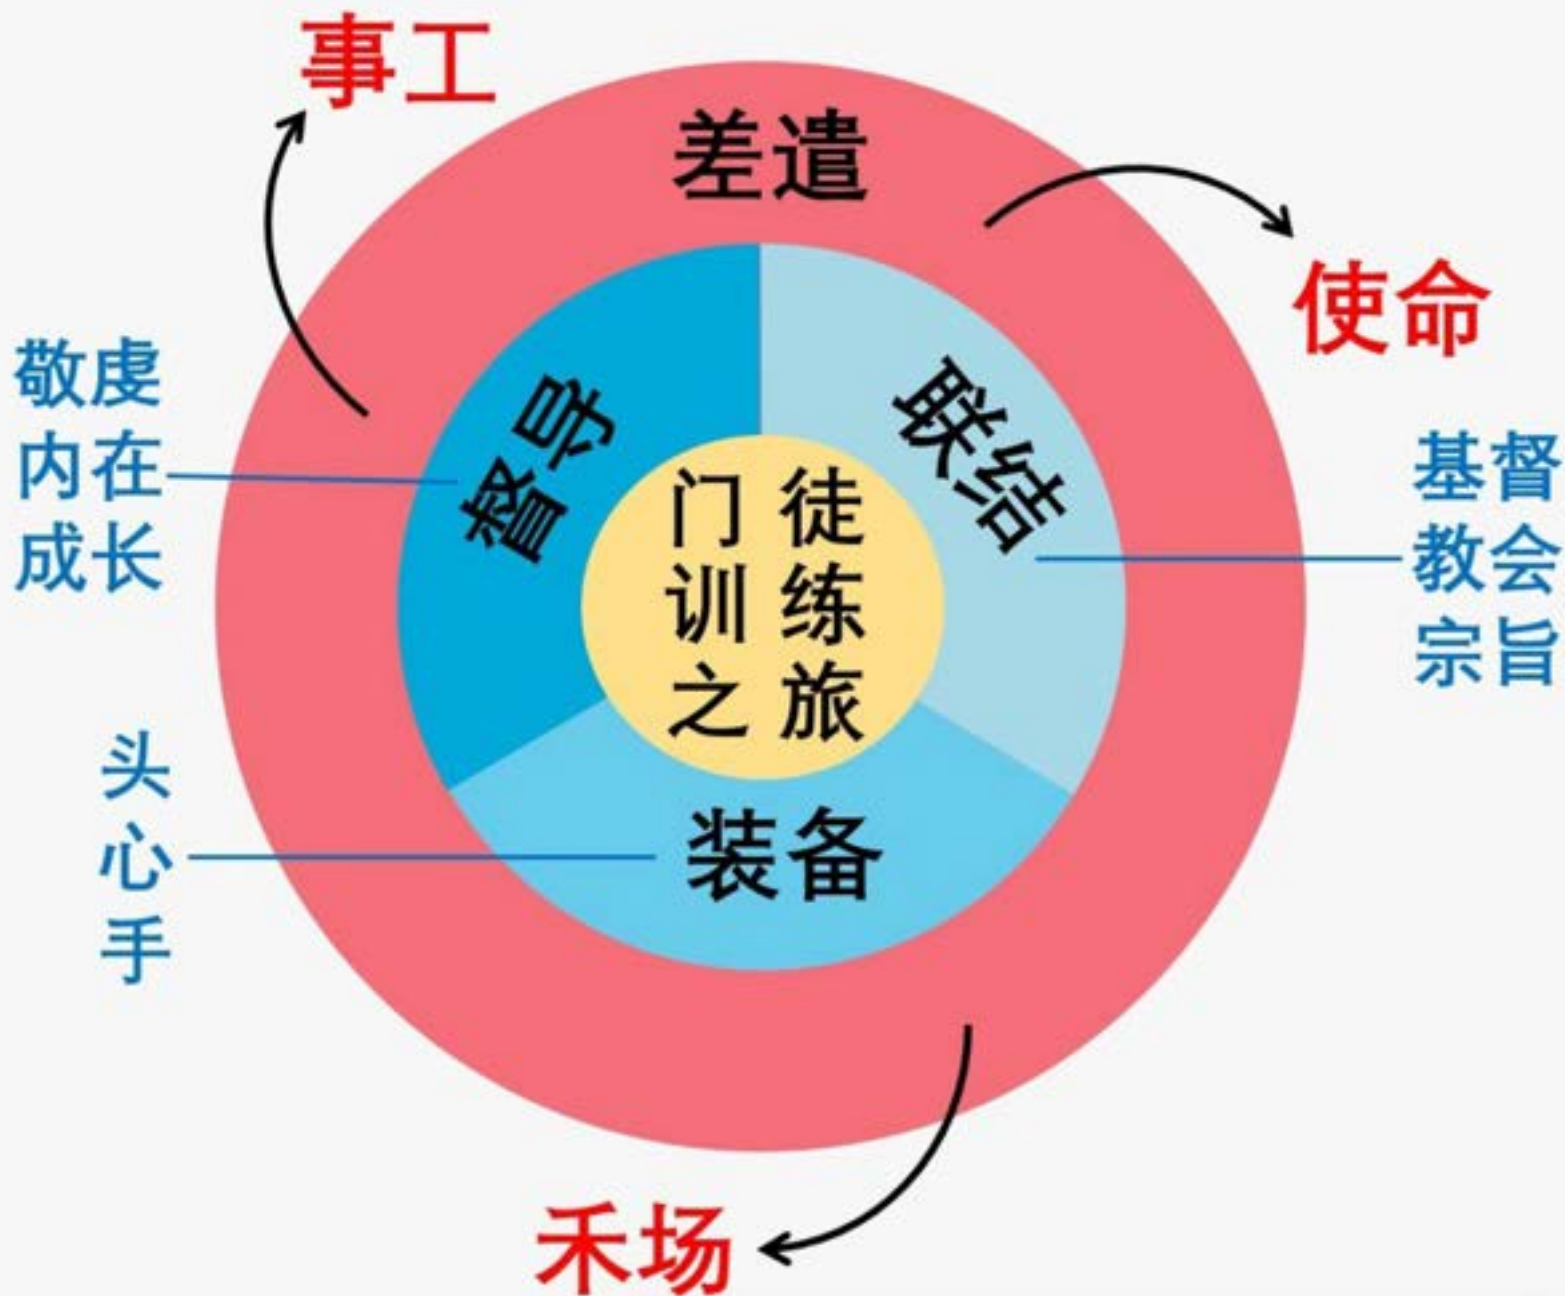 事工
差遣
使命
敬虔
内在
成长
督导
联结
基督
教会
宗旨
门徒
训练
之旅
头
心
手
装备
禾场